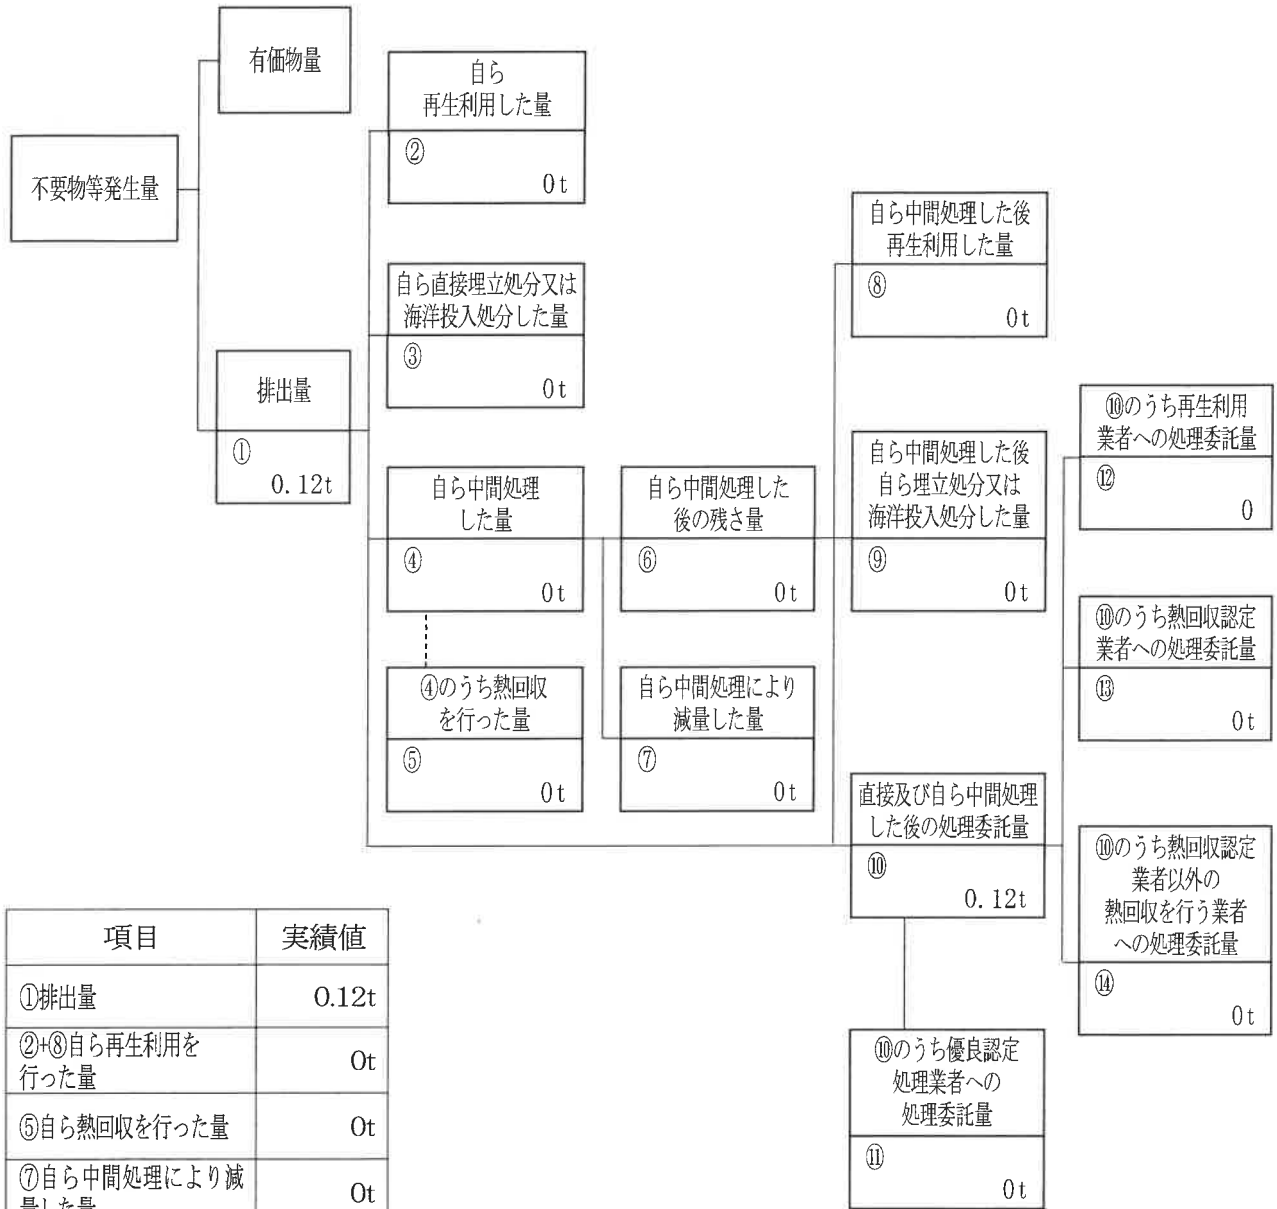 有価物量
不要物等発生量
排出量
①
0.12t
自ら
再生利用した量
②
0t
自ら直接埋立処分又は
海洋投入処分した量
③
0t
自ら中間処理
した量
④
0t
④のうち熱回収
を行った量
⑤
0t
自ら中間処理した
後の残さ量
⑥
0t
自ら中間処理により
減量した量
⑦
0t
自ら中間処理した後
再生利用した量
⑧
0t
自ら中間処理した後
自ら埋立処分又は
海洋投入処分した量
⑨
0t
直接及び自ら中間処理
した後の処理委託量
⑩
0.12t
⑩のうち優良認定
処理業者への
処理委託量
⑪
0t
⑩のうち再生利用
業者への処理委託量
⑫
0
⑩のうち熱回収認定
業者への処理委託量
⑬
0t
⑩のうち熱回収認定
業者以外の
熱回収を行う業者
への処理委託量
⑭
0t
項目 実績値
①排出量 0.12t
②+⑧自ら再生利用を
行った量 0t
⑤自ら熱回収を行った量 0t
⑦自ら中間処理により減
量した量 0t